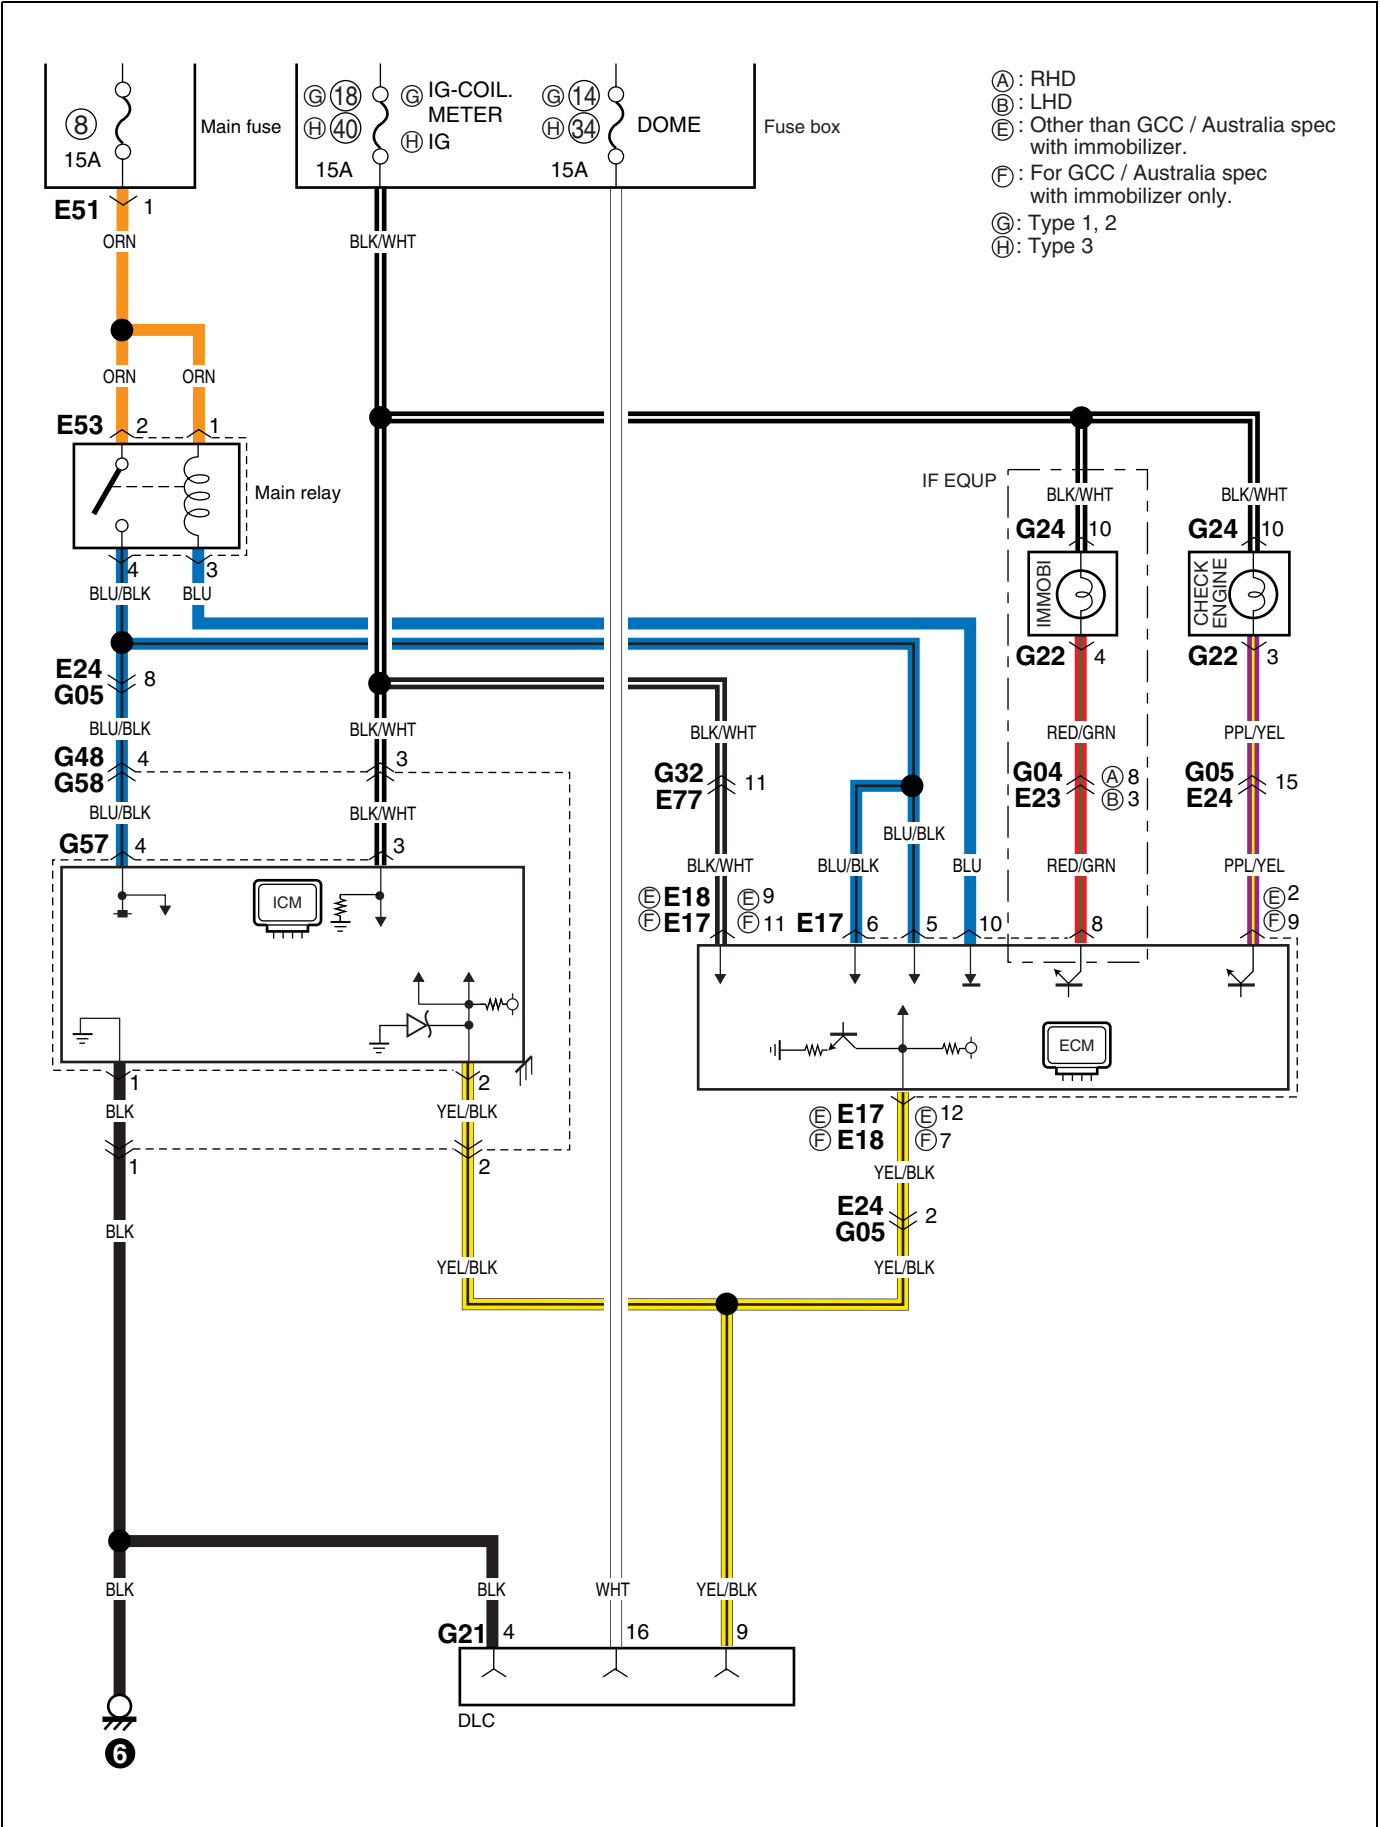 8
15A
Main fuse
G 18
H 40
15A
G IG-COIL.
METER
H IG
G 14
H 34
15A
DOME
Fuse box
A : RHD
B : LHD
E : Other than GCC / Australia spec
with immobilizer.
F : For GCC / Australia spec
with immobilizer only.
G : Type 1, 2
H : Type 3
E51 1
ORN
BLK/WHT
ORN ORN
E53 2 1
Main relay
IF EQUP
BLK/WHT BLK/WHT
G24 10 G24 10
IMMOBI
CHECK
ENGINE
4 3
BLU/BLK BLU
G22 4 G22 3
E24
G05
8
BLU/BLK BLK/WHT BLK/WHT RED/GRN PPL/YEL
G48
G58
4 3
G32
E77
11
G04
E23
A 8
B 3
G05
E24
15
BLU/BLK BLK/WHT
BLU/BLK
G57 4 3
BLK/WHT BLU/BLK BLU RED/GRN PPL/YEL
E E18 E 9
F E17 F 11
E17 6 5 10 8
E 2
F 9
ICM
ECM
1 2
BLK YEL/BLK
1 2
E E17 E 12
F E18 F 7
YEL/BLK
E24
G05
2
BLK
YEL/BLK YEL/BLK
BLK BLK WHT YEL/BLK
G21 4 16 9
DLC
6